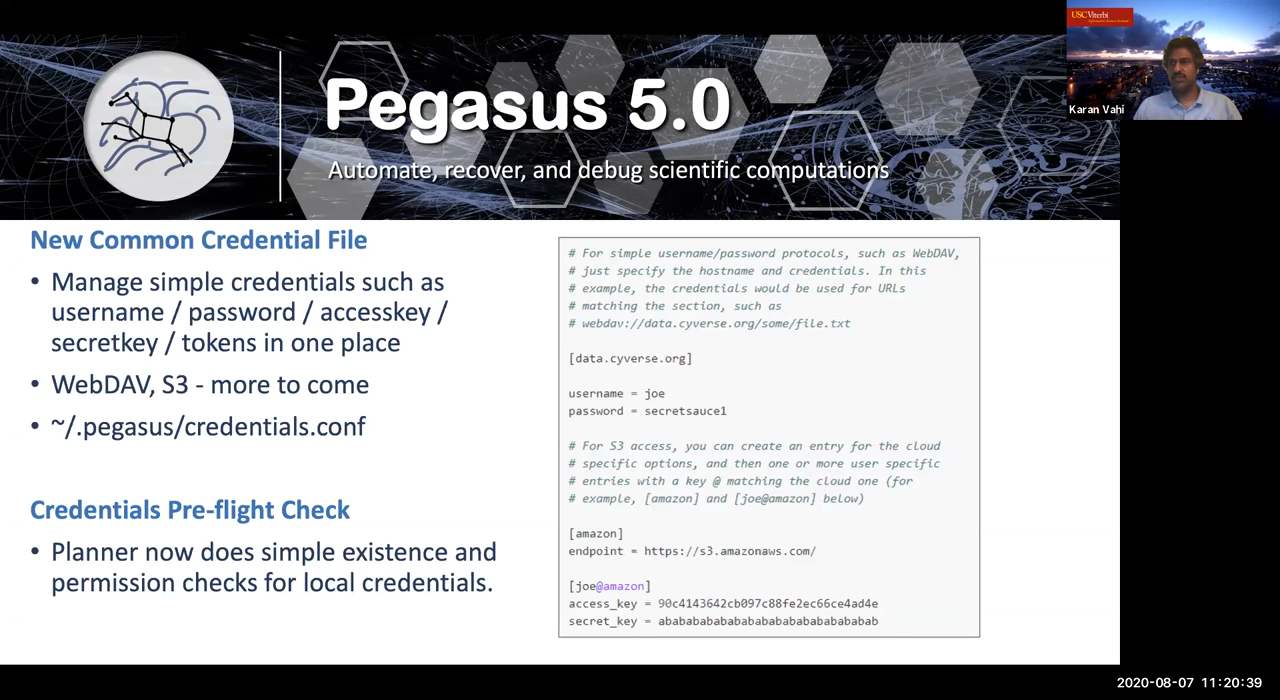 Pegasus 5.0
Automate, recover, and debug scientific computations
USC Viterbi
Karan Vahi
New Common Credential File
• Manage simple credentials such as
username / password / accesskey /
secretkey / tokens in one place
• WebDAV, S3 - more to come
• ~/.pegasus/credentials.conf
Credentials Pre-flight Check
• Planner now does simple existence and
permission checks for local credentials.
# For simple username/password protocols, such as WebDAV,
# just specify the hostname and credentials. In this
# example, the credentials would be used for URLs
# matching the section, such as
# webdav://data.cyverse.org/some/file.txt
[data.cyverse.org]
username = joe
password = secretsauce1
# For S3 access, you can create an entry for the cloud
# specific options, and then one or more user specific
# entries with a key @ matching the cloud one (for
# example, [amazon] and [joe@amazon] below)
[amazon]
endpoint = https://s3.amazonaws.com/
[joe@amazon]
access_key = 90c4143642cb097c88fe2ec66ce4ad4e
secret_key = abababababababababababababababab
2020-08-07 11:20:39